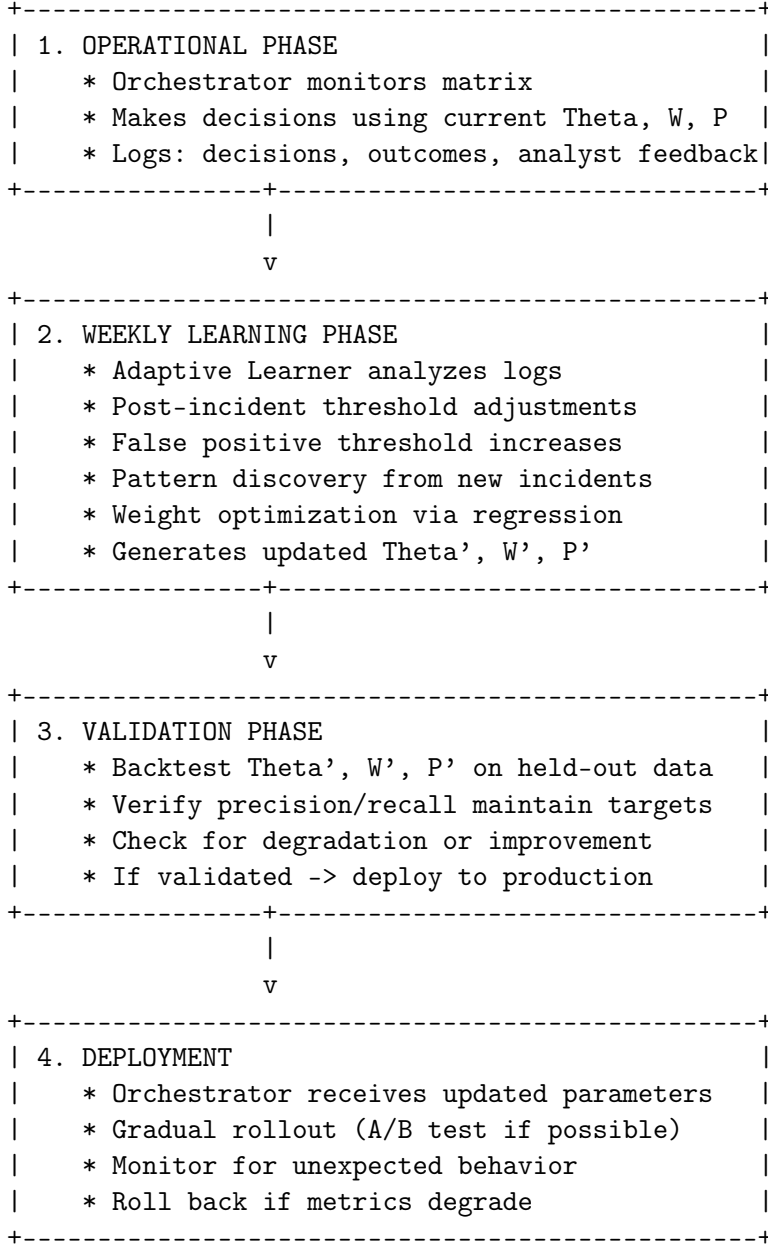 +-------------------------------------------------+
| 1. OPERATIONAL PHASE |
| * Orchestrator monitors matrix |
| * Makes decisions using current Theta, W, P |
| * Logs: decisions, outcomes, analyst feedback|
+----------------+--------------------------------+
|
v
+-------------------------------------------------+
| 2. WEEKLY LEARNING PHASE |
| * Adaptive Learner analyzes logs |
| * Post-incident threshold adjustments |
| * False positive threshold increases |
| * Pattern discovery from new incidents |
| * Weight optimization via regression |
| * Generates updated Theta’, W’, P’ |
+----------------+--------------------------------+
|
v
+-------------------------------------------------+
| 3. VALIDATION PHASE |
| * Backtest Theta’, W’, P’ on held-out data |
| * Verify precision/recall maintain targets |
| * Check for degradation or improvement |
| * If validated -> deploy to production |
+----------------+--------------------------------+
|
v
+-------------------------------------------------+
| 4. DEPLOYMENT |
| * Orchestrator receives updated parameters |
| * Gradual rollout (A/B test if possible) |
| * Monitor for unexpected behavior |
| * Roll back if metrics degrade |
+-------------------------------------------------+